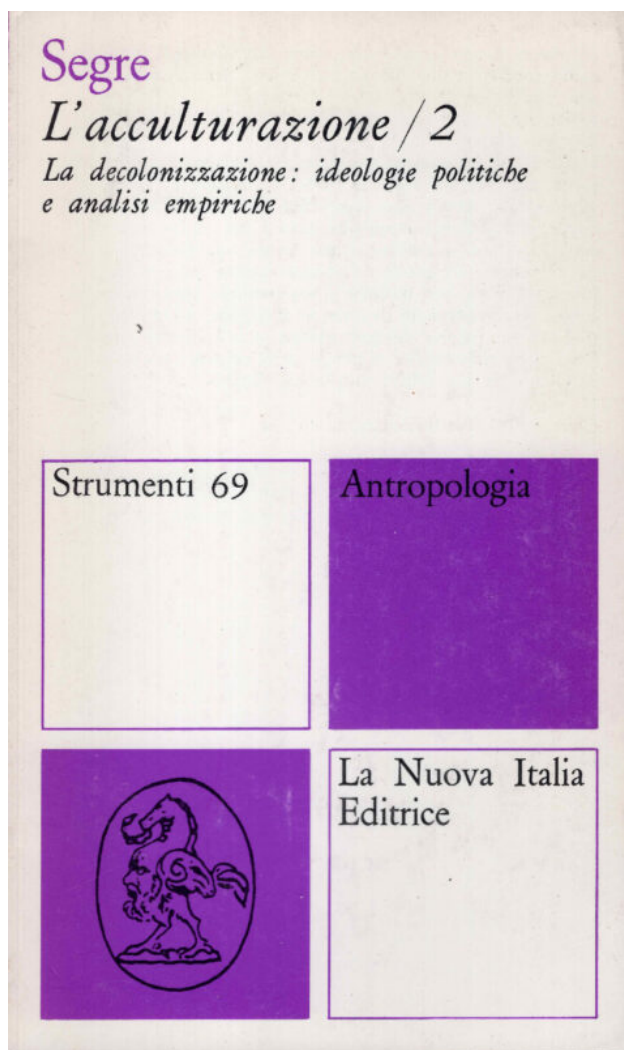 Segre
L'acculturazione / 2
La decolonizzazione: ideologie politiche
e analisi empiriche
Strumenti 69
Antropologia
La Nuova Italia
Editrice